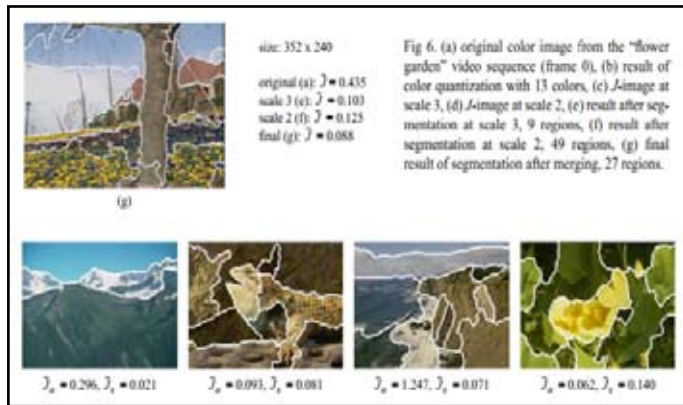 size: 352 x 240
original (a): J̄ = 0.435
scale 3 (e): J̄ = 0.103
scale 2 (f): J̄ = 0.125
final (g): J̄ = 0.088
Fig 6. (a) original color image from the “flower
garden” video sequence (frame 0), (b) result of
color quantization with 13 colors, (c) J-image at
scale 3, (d) J-image at scale 2, (e) result after seg-
mentation at scale 3, 9 regions, (f) result after
segmentation at scale 2, 49 regions, (g) final
result of segmentation after merging, 27 regions.
(g)
J̄o = 0.296, J̄s = 0.021
J̄o = 0.093, J̄s = 0.081
J̄o = 1.247, J̄s = 0.071
J̄o = 0.062, J̄s = 0.140